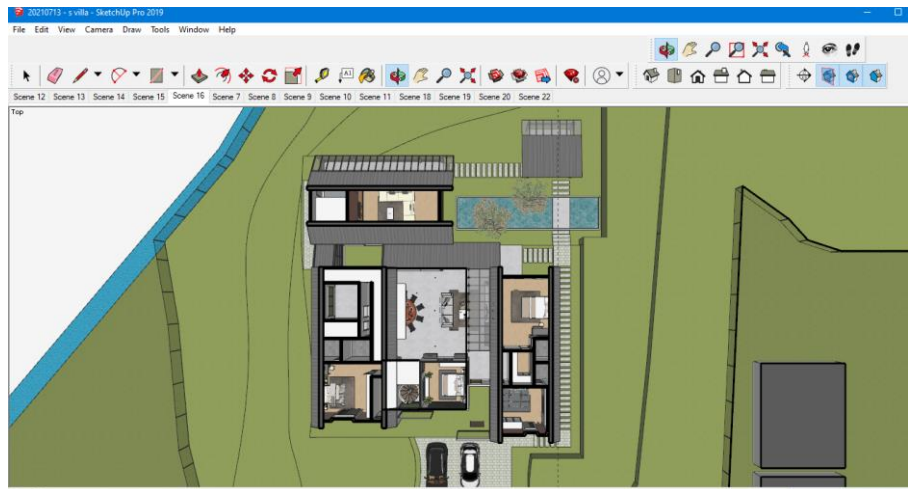 20210713 - s villa - SketchUp Pro 2019
File Edit View Camera Draw Tools Window Help
Scene 12 Scene 13 Scene 14 Scene 15 Scene 16 Scene 7 Scene 8 Scene 9 Scene 10 Scene 11 Scene 18 Scene 19 Scene 20 Scene 22
Top